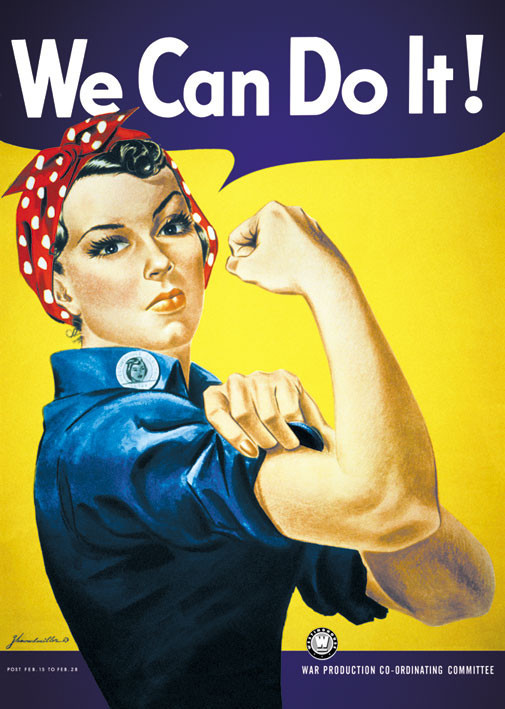 We Can Do It!
POST FEB. 15 TO FEB. 28
W
WAR PRODUCTION CO-ORDINATING COMMITTEE